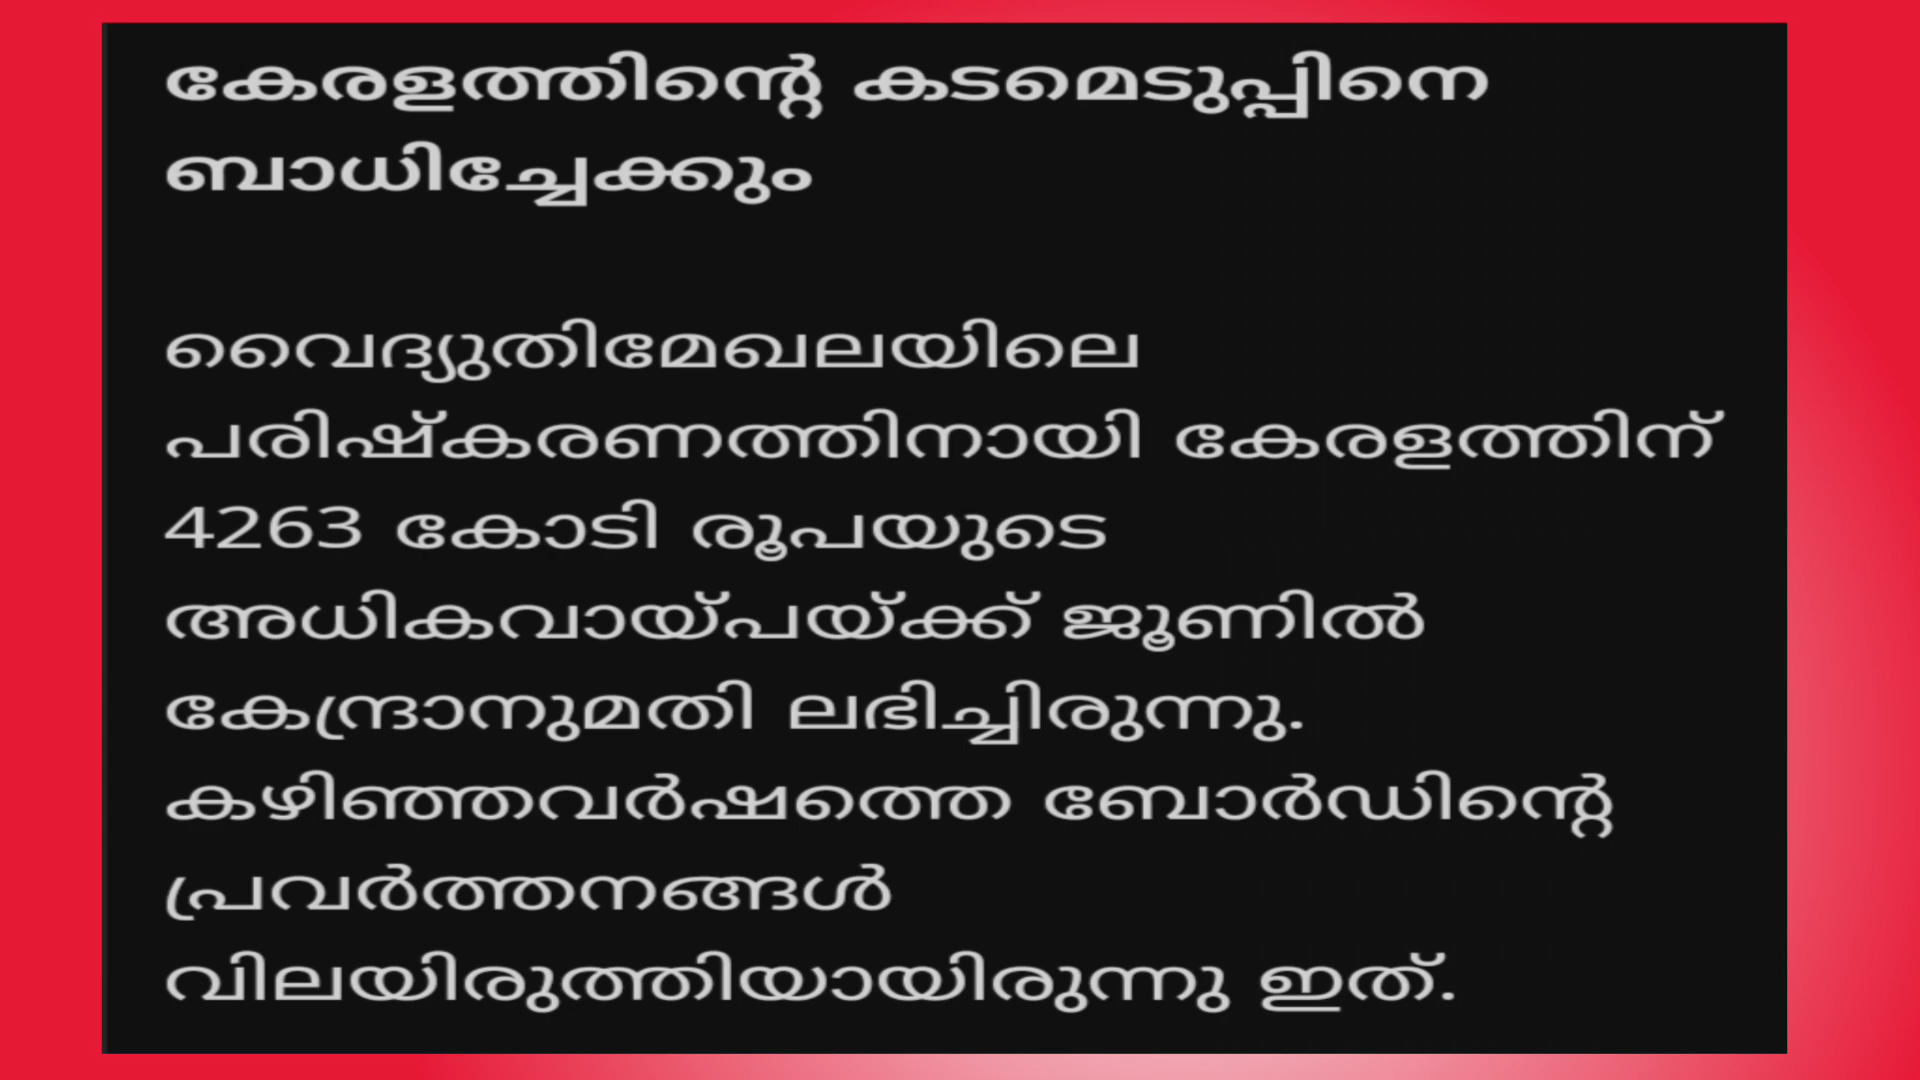 കേരളത്തിന്റെ കടമെടുപ്പിനെ
ബാധിച്ചേക്കും
വൈദ്യുതിമേഖലയിലെ
പരിഷ്കരണത്തിനായി കേരളത്തിന്
4263 കോടി രൂപയുടെ
അധികവായ്പയ്ക്ക് ജൂണിൽ
കേന്ദ്രാനുമതി ലഭിച്ചിരുന്നു.
കഴിഞ്ഞവർഷത്തെ ബോർഡിന്റെ
പ്രവർത്തനങ്ങൾ
വിലയിരുത്തിയായിരുന്നു ഇത്.